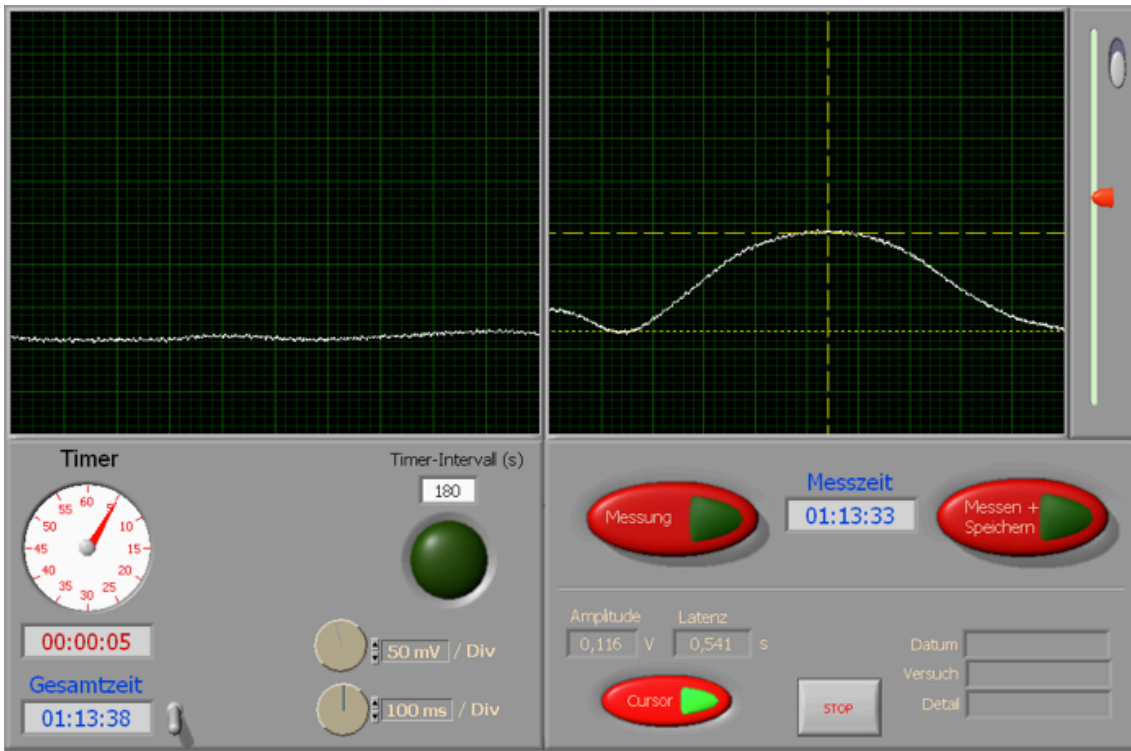 Timer
60
5
10
15
20
25
30
35
40
45
50
55
00:00:05
Gesamtzeit
01:13:38
Timer-Intervall (s)
180
50 mV / Div
100 ms / Div
Messung
Messzeit
01:13:33
Messen +
Speichern
Amplitude Latenz
0,116 V 0,541 s
Cursor
STOP
Datum
Versuch
Detail